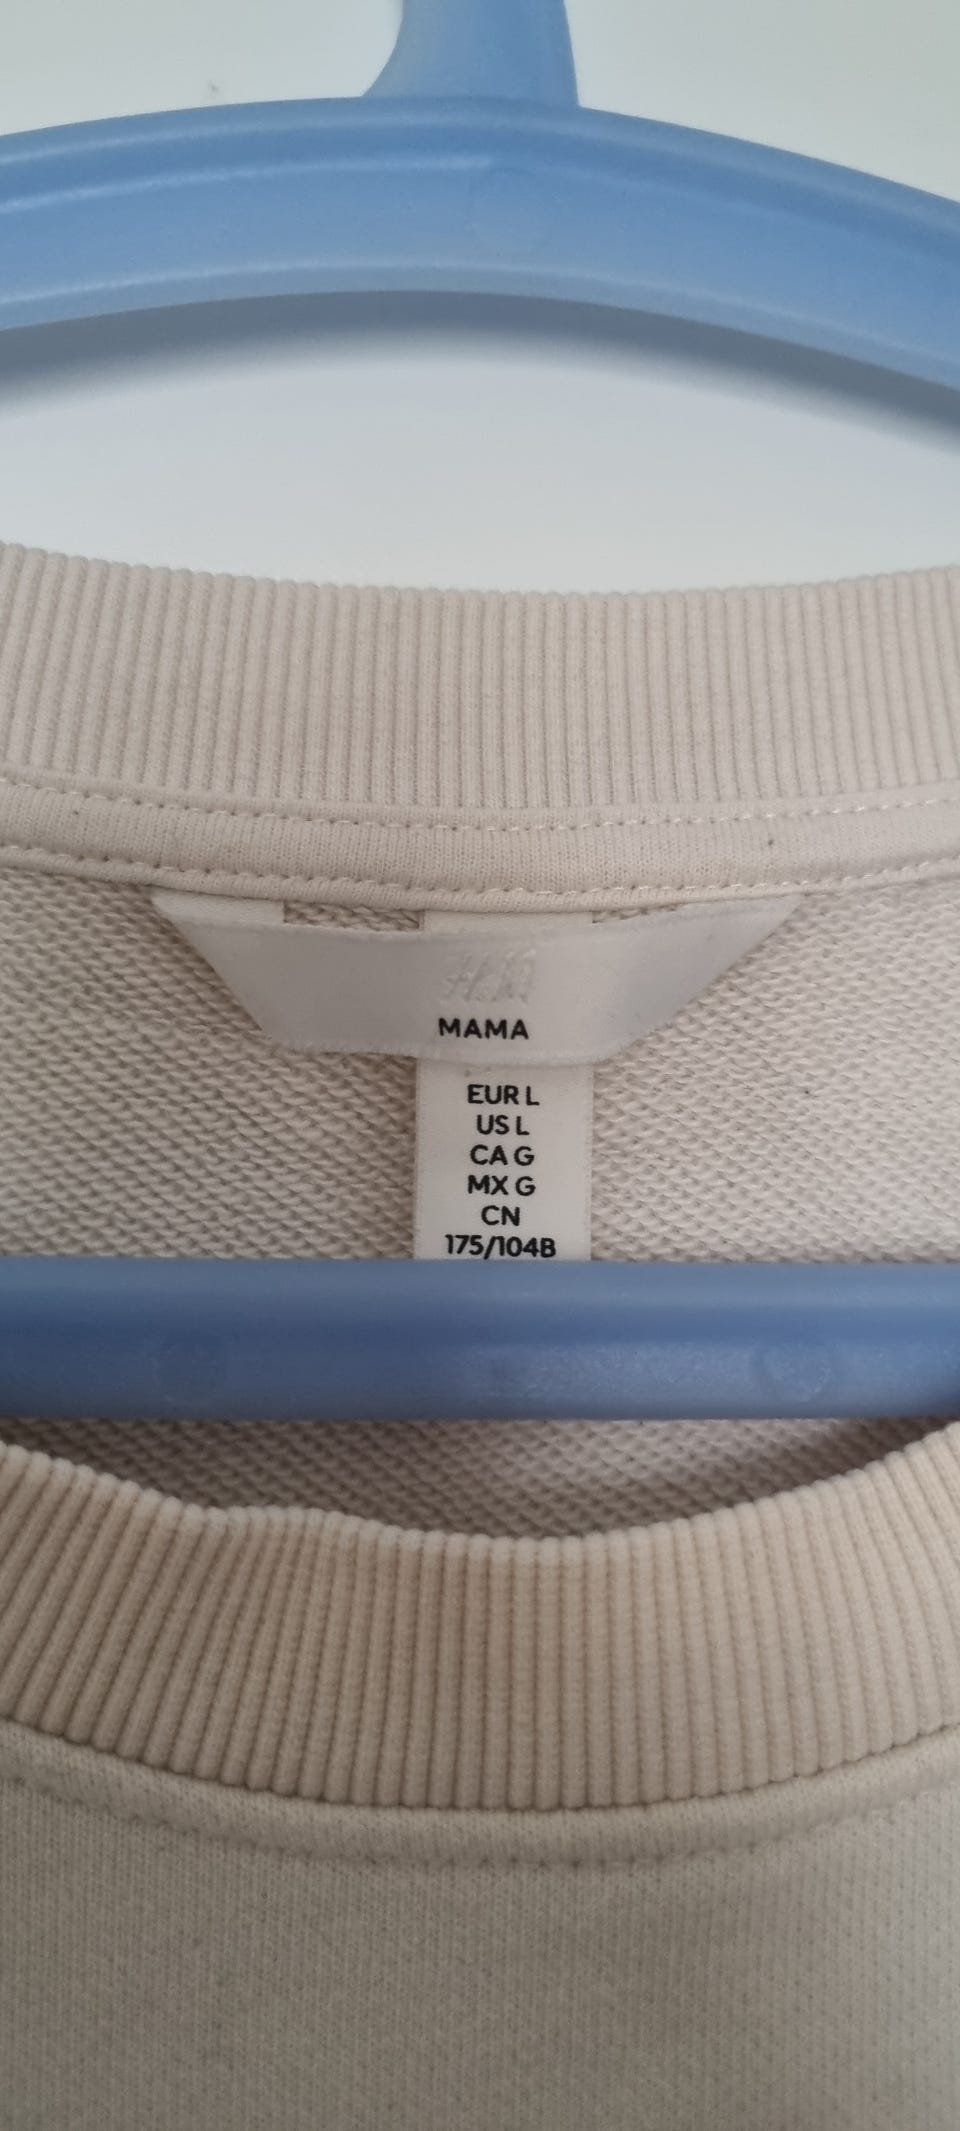 H&M
MAMA
EUR L
US L
CA G
MX G
CN
175/104B